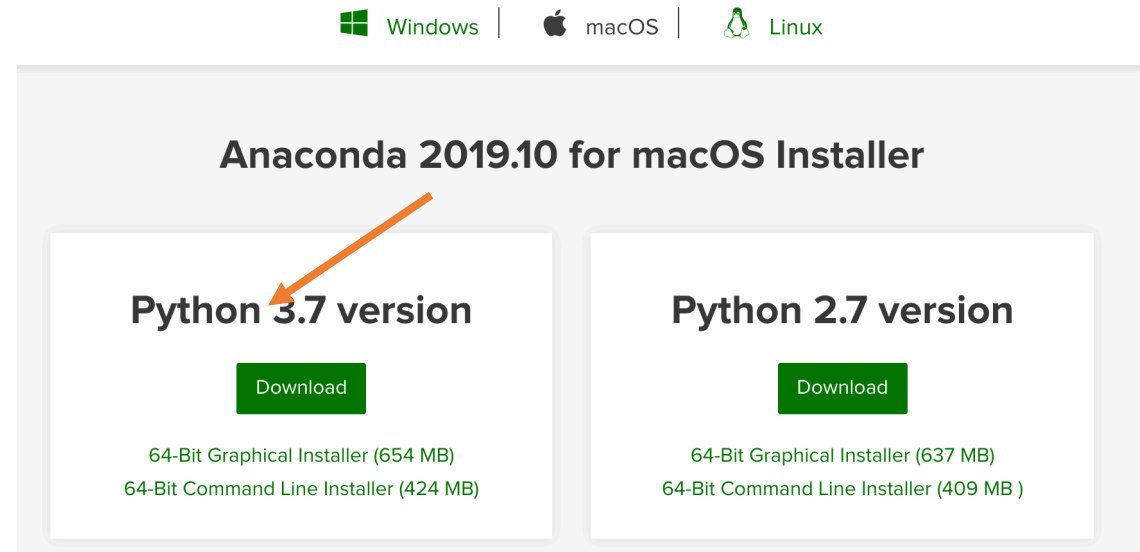 Windows macOS Linux
Anaconda 2019.10 for macOS Installer
Python 3.7 version
Download
64-Bit Graphical Installer (654 MB)
64-Bit Command Line Installer (424 MB)
Python 2.7 version
Download
64-Bit Graphical Installer (637 MB)
64-Bit Command Line Installer (409 MB )